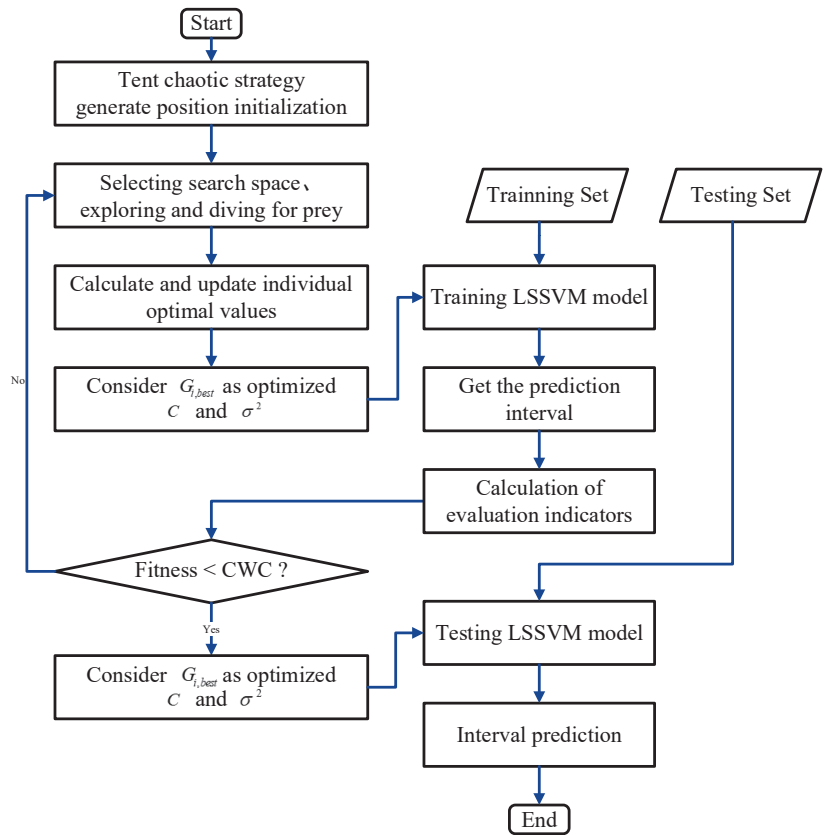 Start
Tent chaotic strategy
generate position initialization
Selecting search space、
exploring and diving for prey
Calculate and update individual
optimal values
Consider G_{i,best} as optimized
C and σ²
Trainning Set
Testing Set
Training LSSVM model
Get the prediction
interval
Calculation of
evaluation indicators
No
Fitness < CWC ?
Yes
Consider G_{i,best} as optimized
C and σ²
Testing LSSVM model
Interval prediction
End